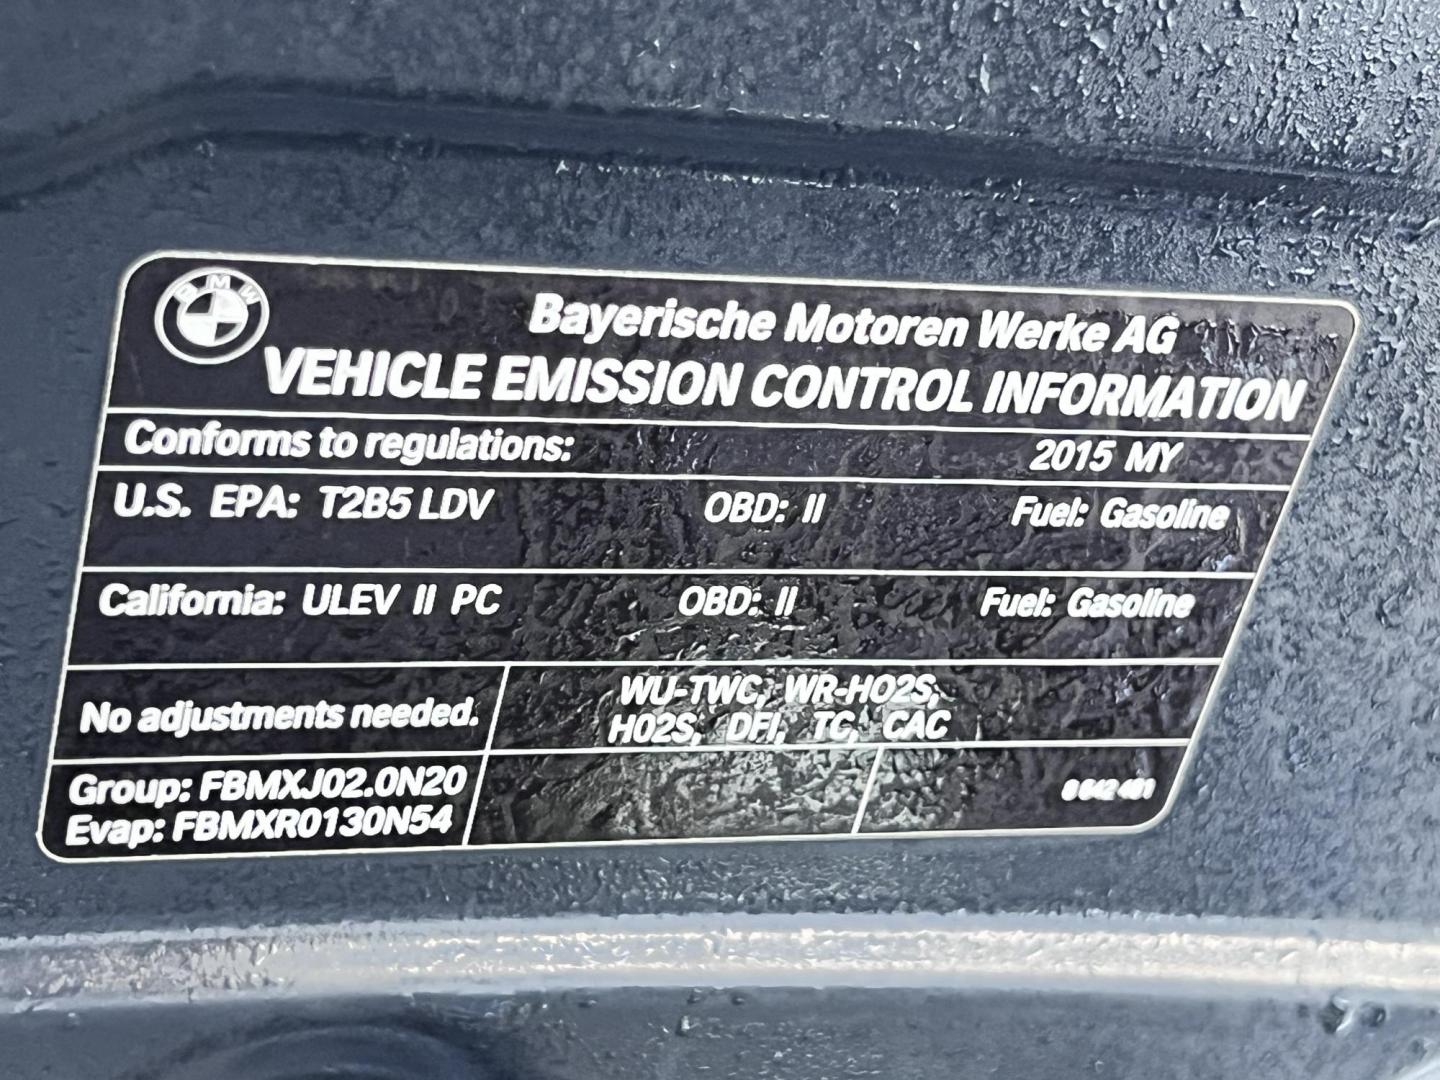 BMW
Bayerische Motoren Werke AG
VEHICLE EMISSION CONTROL INFORMATION
Conforms to regulations: 2015 MY
U.S. EPA: T2B5 LDV OBD: II Fuel: Gasoline
California: ULEV II PC OBD: II Fuel: Gasoline
No adjustments needed.
WU-TWC, WR-HO2S,
H02S, DFI, TC, CAC
Group: FBMXJ02.0N20
Evap: FBMXR0130N54